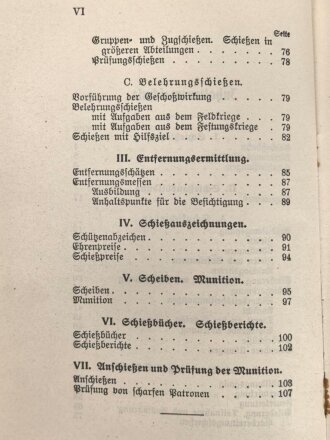 VI
Seite
Gruppen- und Zugschießen. Schießen in
größeren Abteilungen . . . . . . . . 76
Prüfungsschießen . . . . . . . . . 78
C. Belehrungsschießen.
Vorführung der Geschoßwirkung . . . . . 79
Belehrungsschießen
mit Aufgaben aus dem Feldkriege . . . 79
mit Aufgaben aus dem Festungskriege . 79
Schießen mit Hilfsziel . . . . . . . . 82
III. Entfernungsermittlung.
Entfernungsschätzen . . . . . . . . . 85
Entfernungsmessen . . . . . . . . . . 87
Ausbildung . . . . . . . . . . . . 87
Anhaltspunkte für die Besichtigung . . 89
IV. Schießauszeichnungen.
Schützenabzeichen . . . . . . . . . . 90
Ehrenpreise . . . . . . . . . . . . . 91
Schießpreise . . . . . . . . . . . . 94
V. Scheiben. Munition.
Scheiben . . . . . . . . . . . . . . 95
Munition . . . . . . . . . . . . . . 97
VI. Schießbücher. Schießberichte.
Schießbücher . . . . . . . . . . . . 100
Schießberichte . . . . . . . . . . . . 102
VII. Anschießen und Prüfung der Munition.
Anschießen . . . . . . . . . . . . . 103
Prüfung von scharfen Patronen . . . . . 107